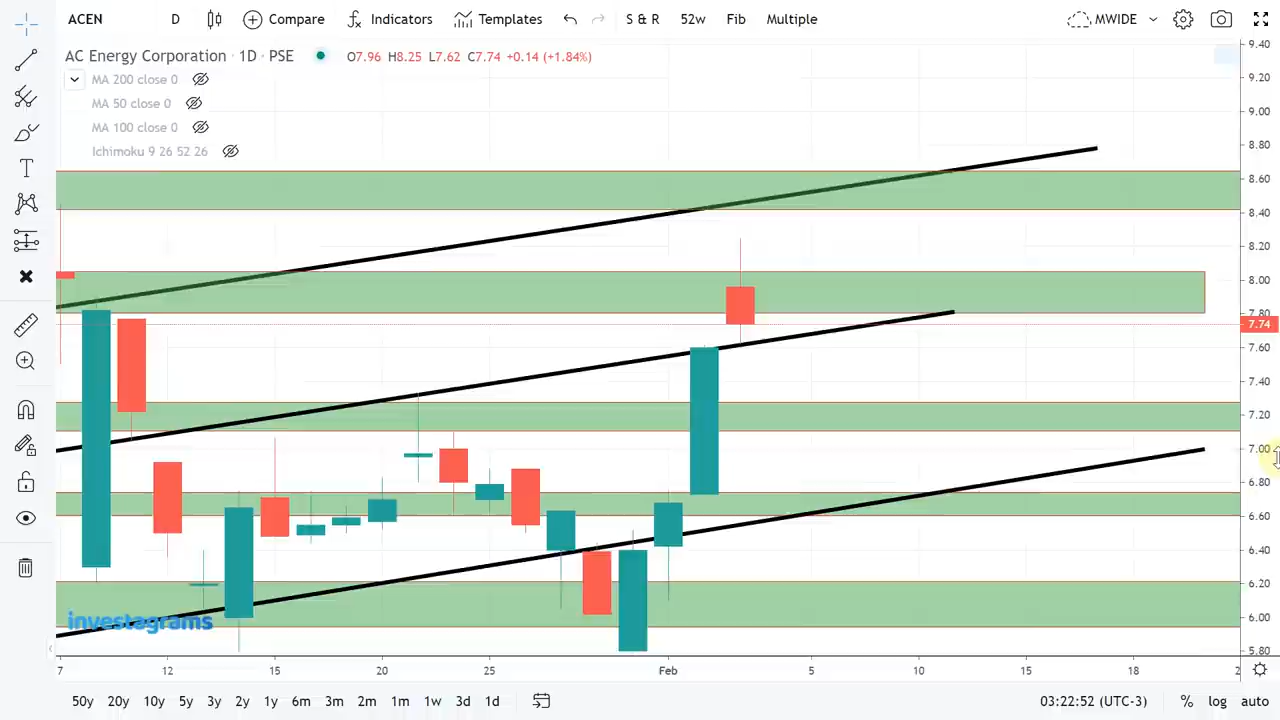 ACEN D Compare Indicators Templates S & R 52w Fib Multiple MWIDE
AC Energy Corporation · 1D · PSE O7.96 H8.25 L7.62 C7.74 +0.14 (+1.84%)
MA 200 close 0
MA 50 close 0
MA 100 close 0
Ichimoku 9 26 52 26
9.40
9.20
9.00
8.80
8.60
8.40
8.20
8.00
7.80
7.74
7.60
7.40
7.20
7.00
6.80
6.60
6.40
6.20
6.00
5.80
investagrams
7 12 15 20 25 Feb 5 10 15 18 2
50y 20y 10y 5y 3y 2y 1y 6m 3m 2m 1m 1w 3d 1d 03:22:52 (UTC-3) % log auto